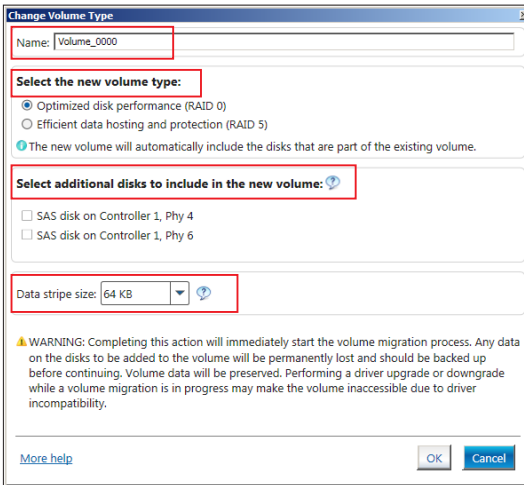 Change Volume Type
Name: Volume_0000
Select the new volume type:
Optimized disk performance (RAID 0)
Efficient data hosting and protection (RAID 5)
The new volume will automatically include the disks that are part of the existing volume.
Select additional disks to include in the new volume:
SAS disk on Controller 1, Phy 4
SAS disk on Controller 1, Phy 6
Data stripe size: 64 KB
WARNING: Completing this action will immediately start the volume migration process. Any data
on the disks to be added to the volume will be permanently lost and should be backed up
before continuing. Volume data will be preserved. Performing a driver upgrade or downgrade
while a volume migration is in progress may make the volume inaccessible due to driver
incompatibility.
More help
OK
Cancel